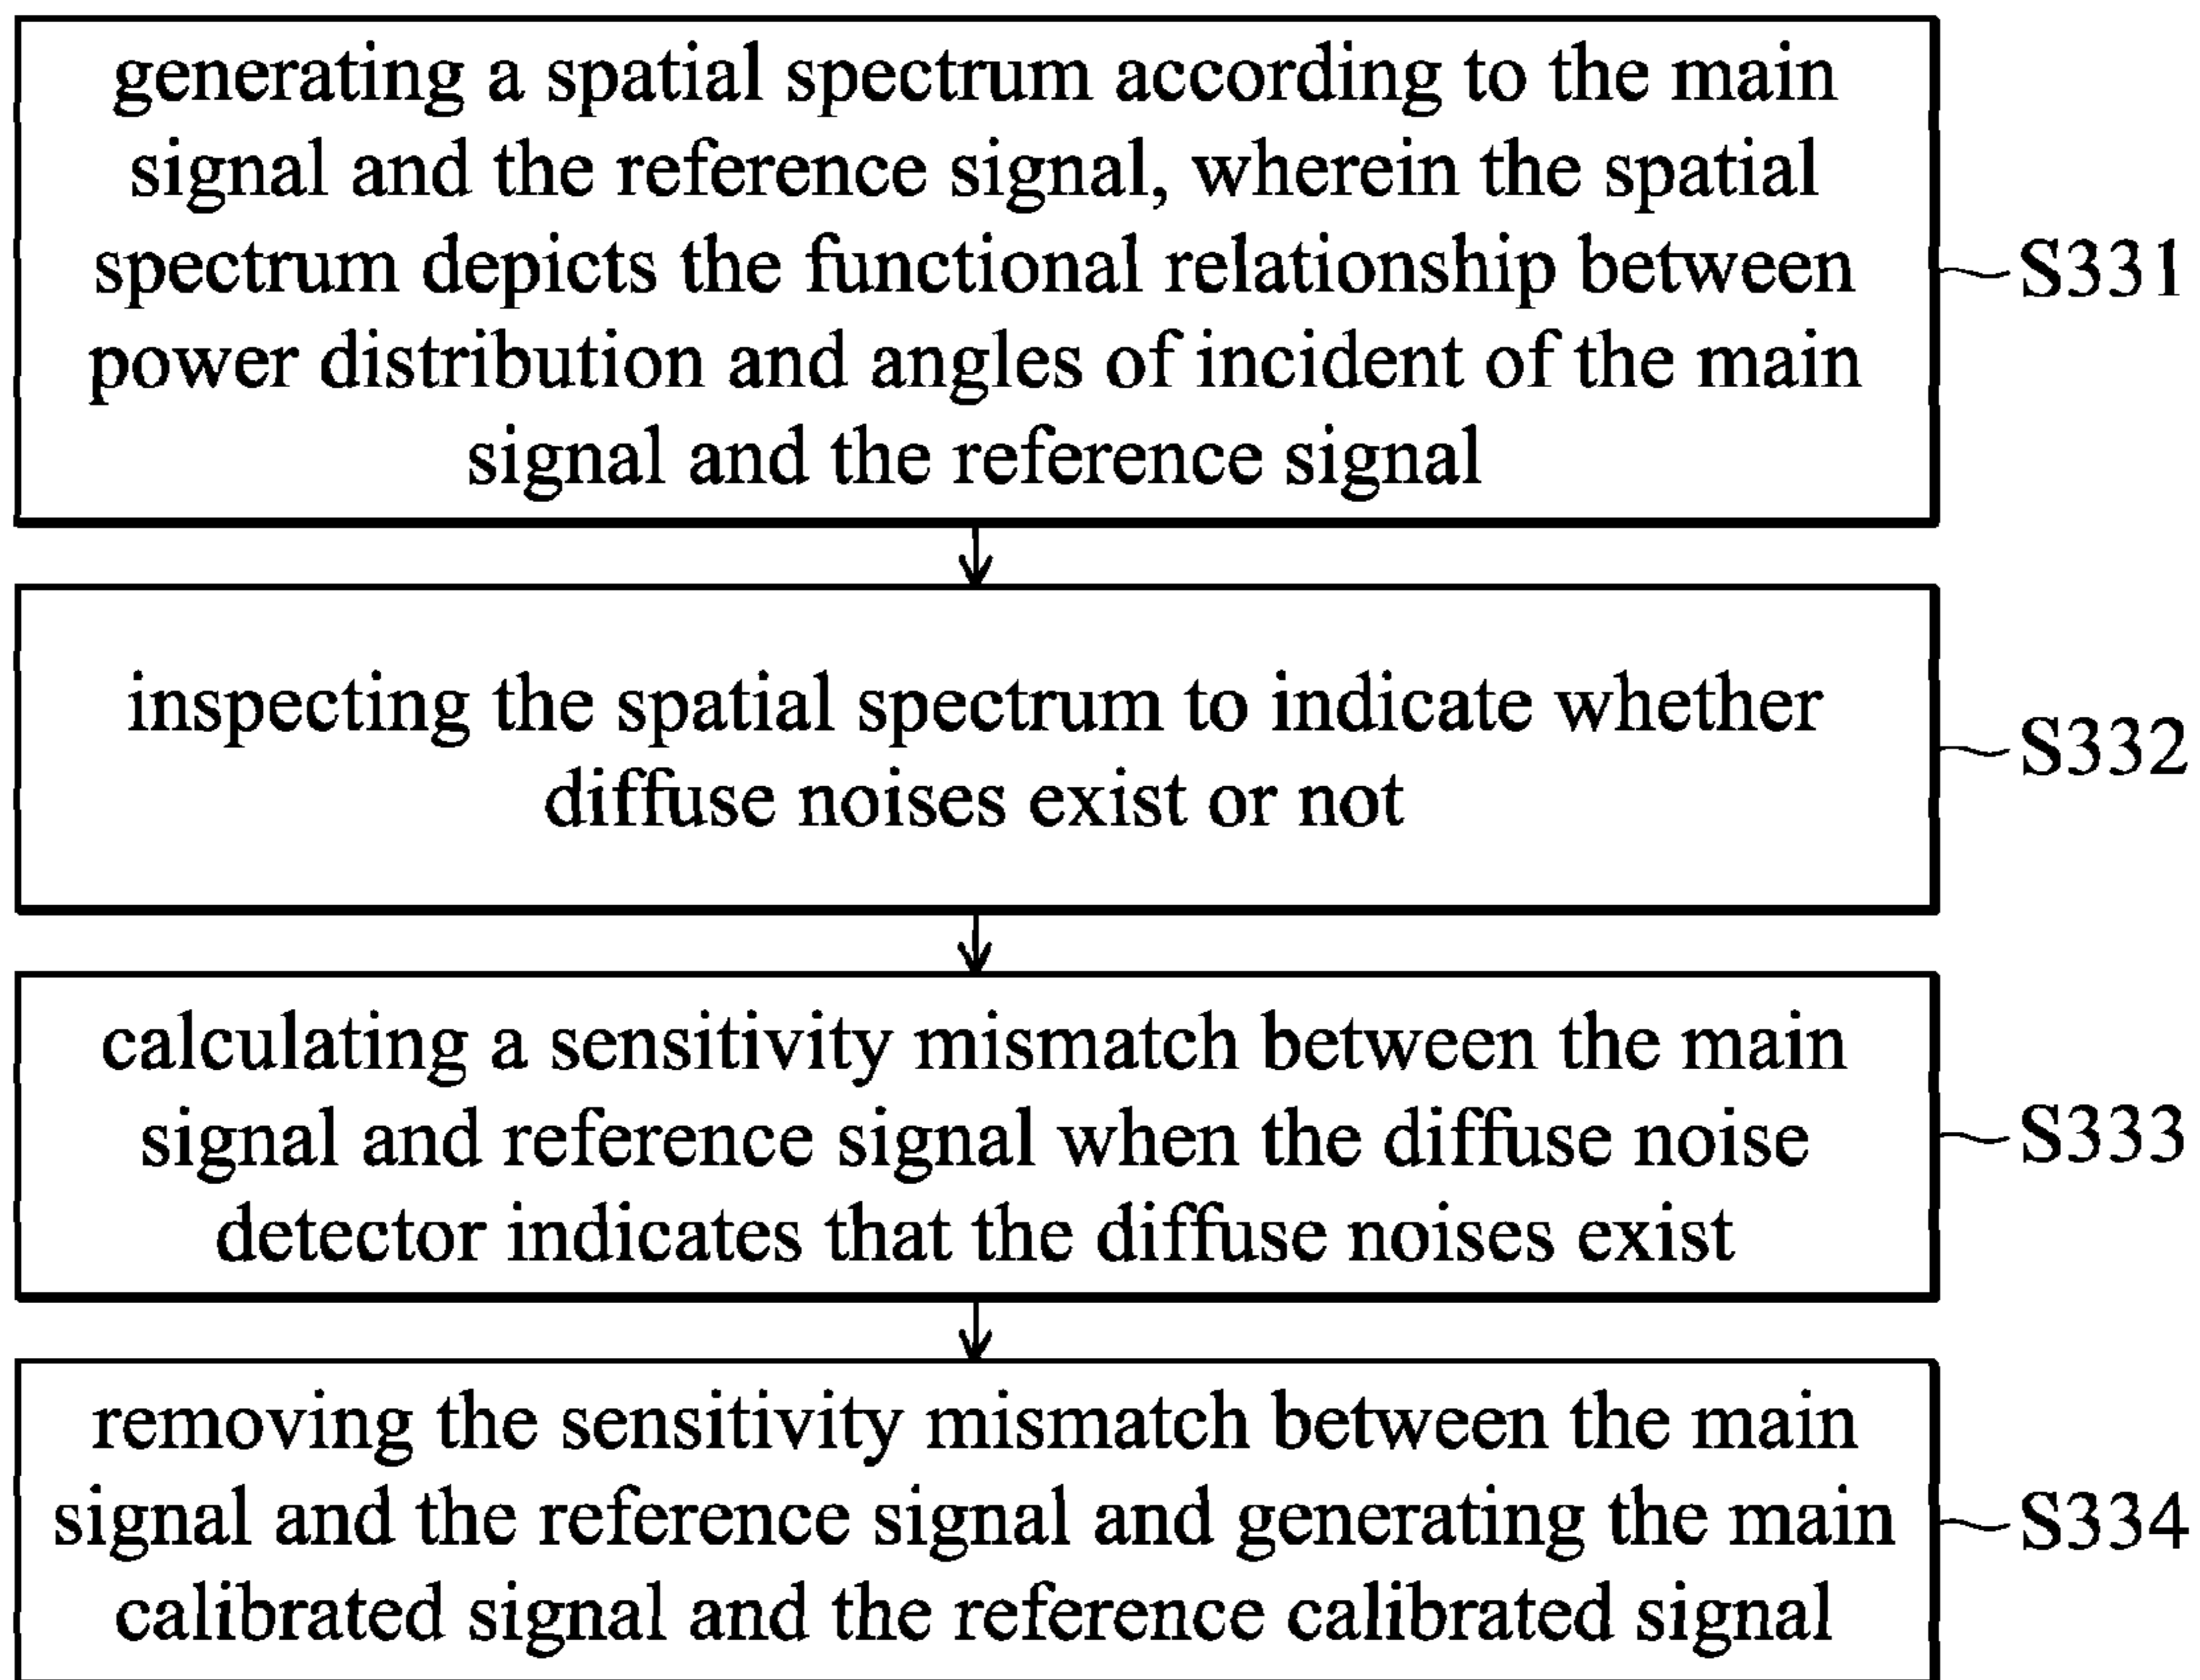 generating a spatial spectrum according to the main
signal and the reference signal, wherein the spatial
spectrum depicts the functional relationship between
power distribution and angles of incident of the main
signal and the reference signal
S331
inspecting the spatial spectrum to indicate whether
diffuse noises exist or not
S332
calculating a sensitivity mismatch between the main
signal and reference signal when the diffuse noise
detector indicates that the diffuse noises exist
S333
removing the sensitivity mismatch between the main
signal and the reference signal and generating the main
calibrated signal and the reference calibrated signal
S334